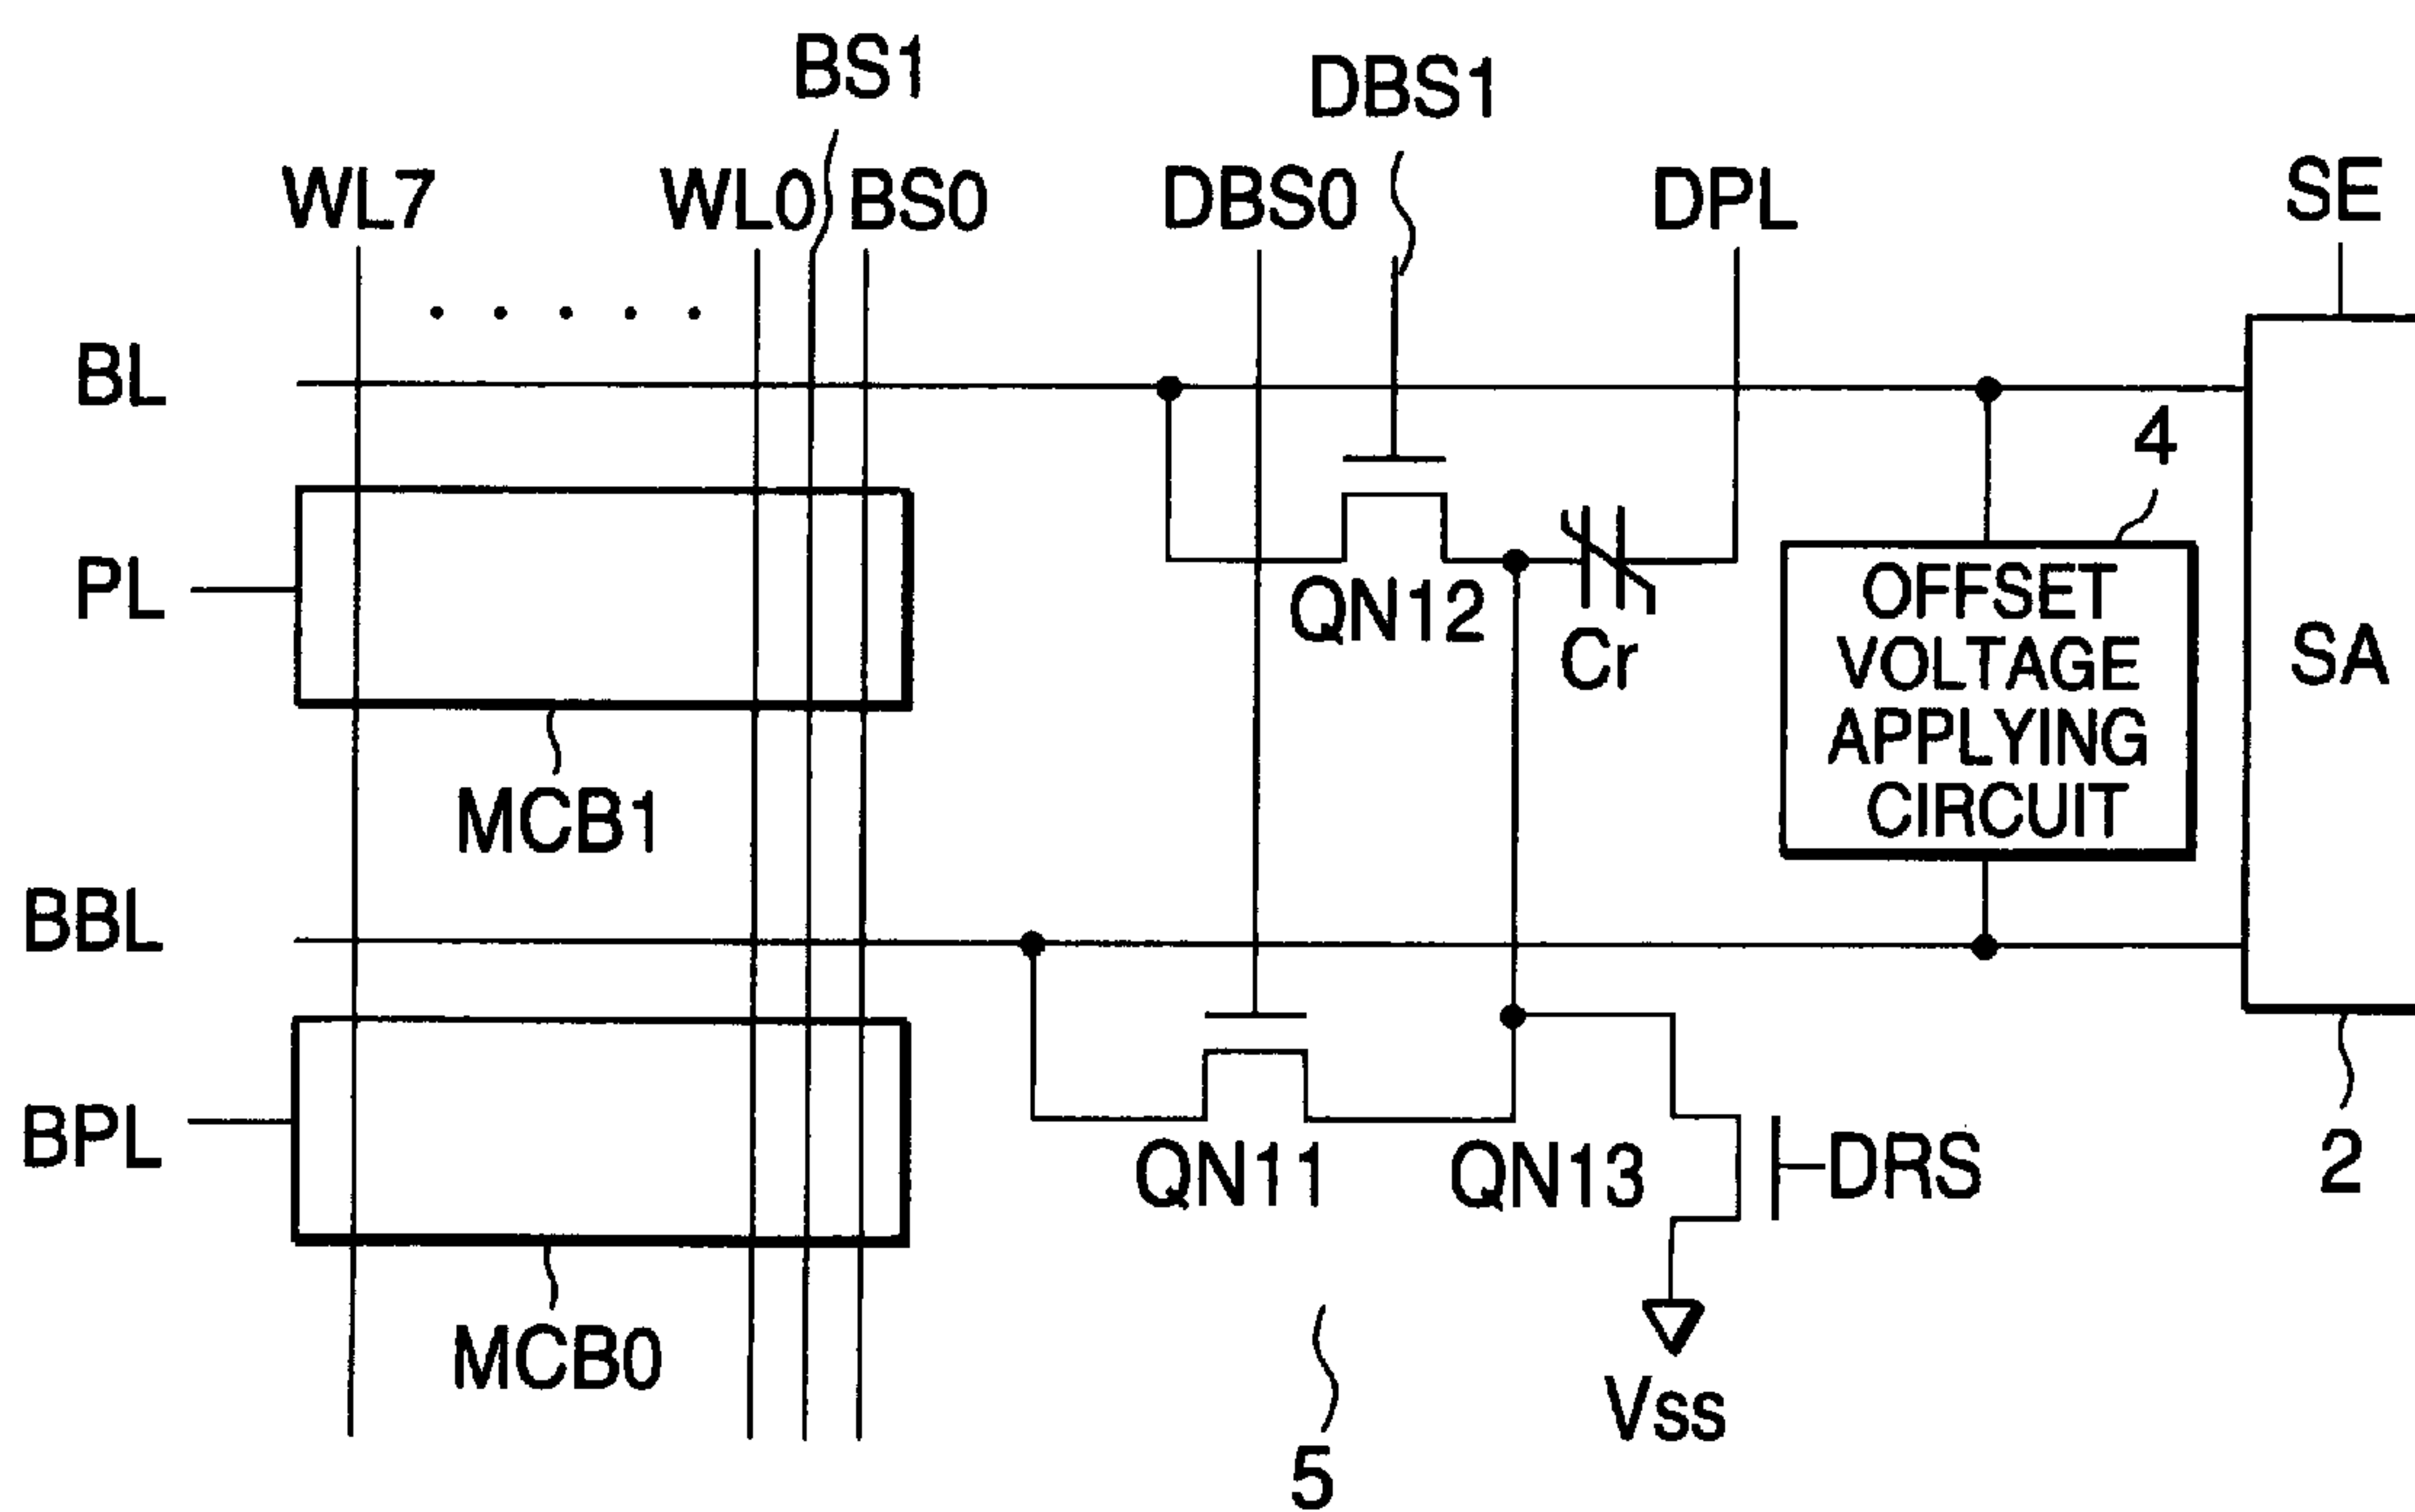 BS1
DBS1
WL7
WL0
BS0
DBS0
DPL
SE
BL
4
PL
QN12
Cr
OFFSET
VOLTAGE
APPLYING
CIRCUIT
SA
MCB1
BBL
BPL
QN11
QN13
DRS
2
MCB0
Vss
5